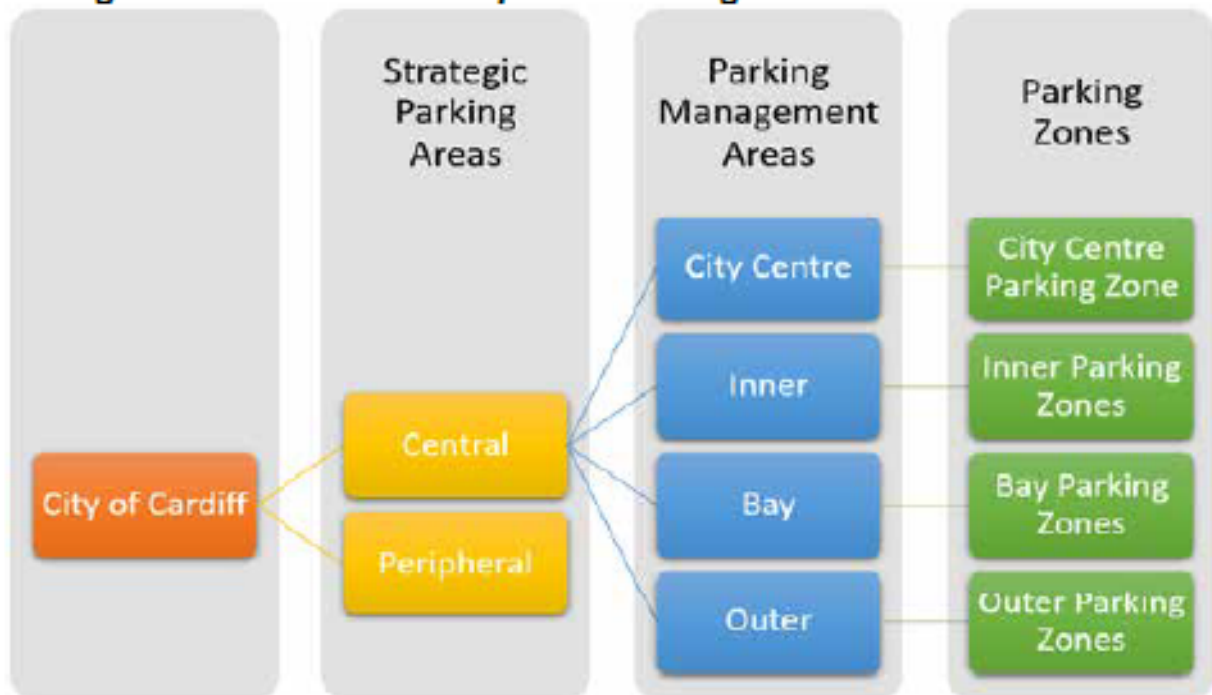 Strategic
Parking
Areas
Parking
Management
Areas
Parking
Zones
City of Cardiff
Central
Peripheral
City Centre
Inner
Bay
Outer
City Centre
Parking Zone
Inner Parking
Zones
Bay Parking
Zones
Outer Parking
Zones